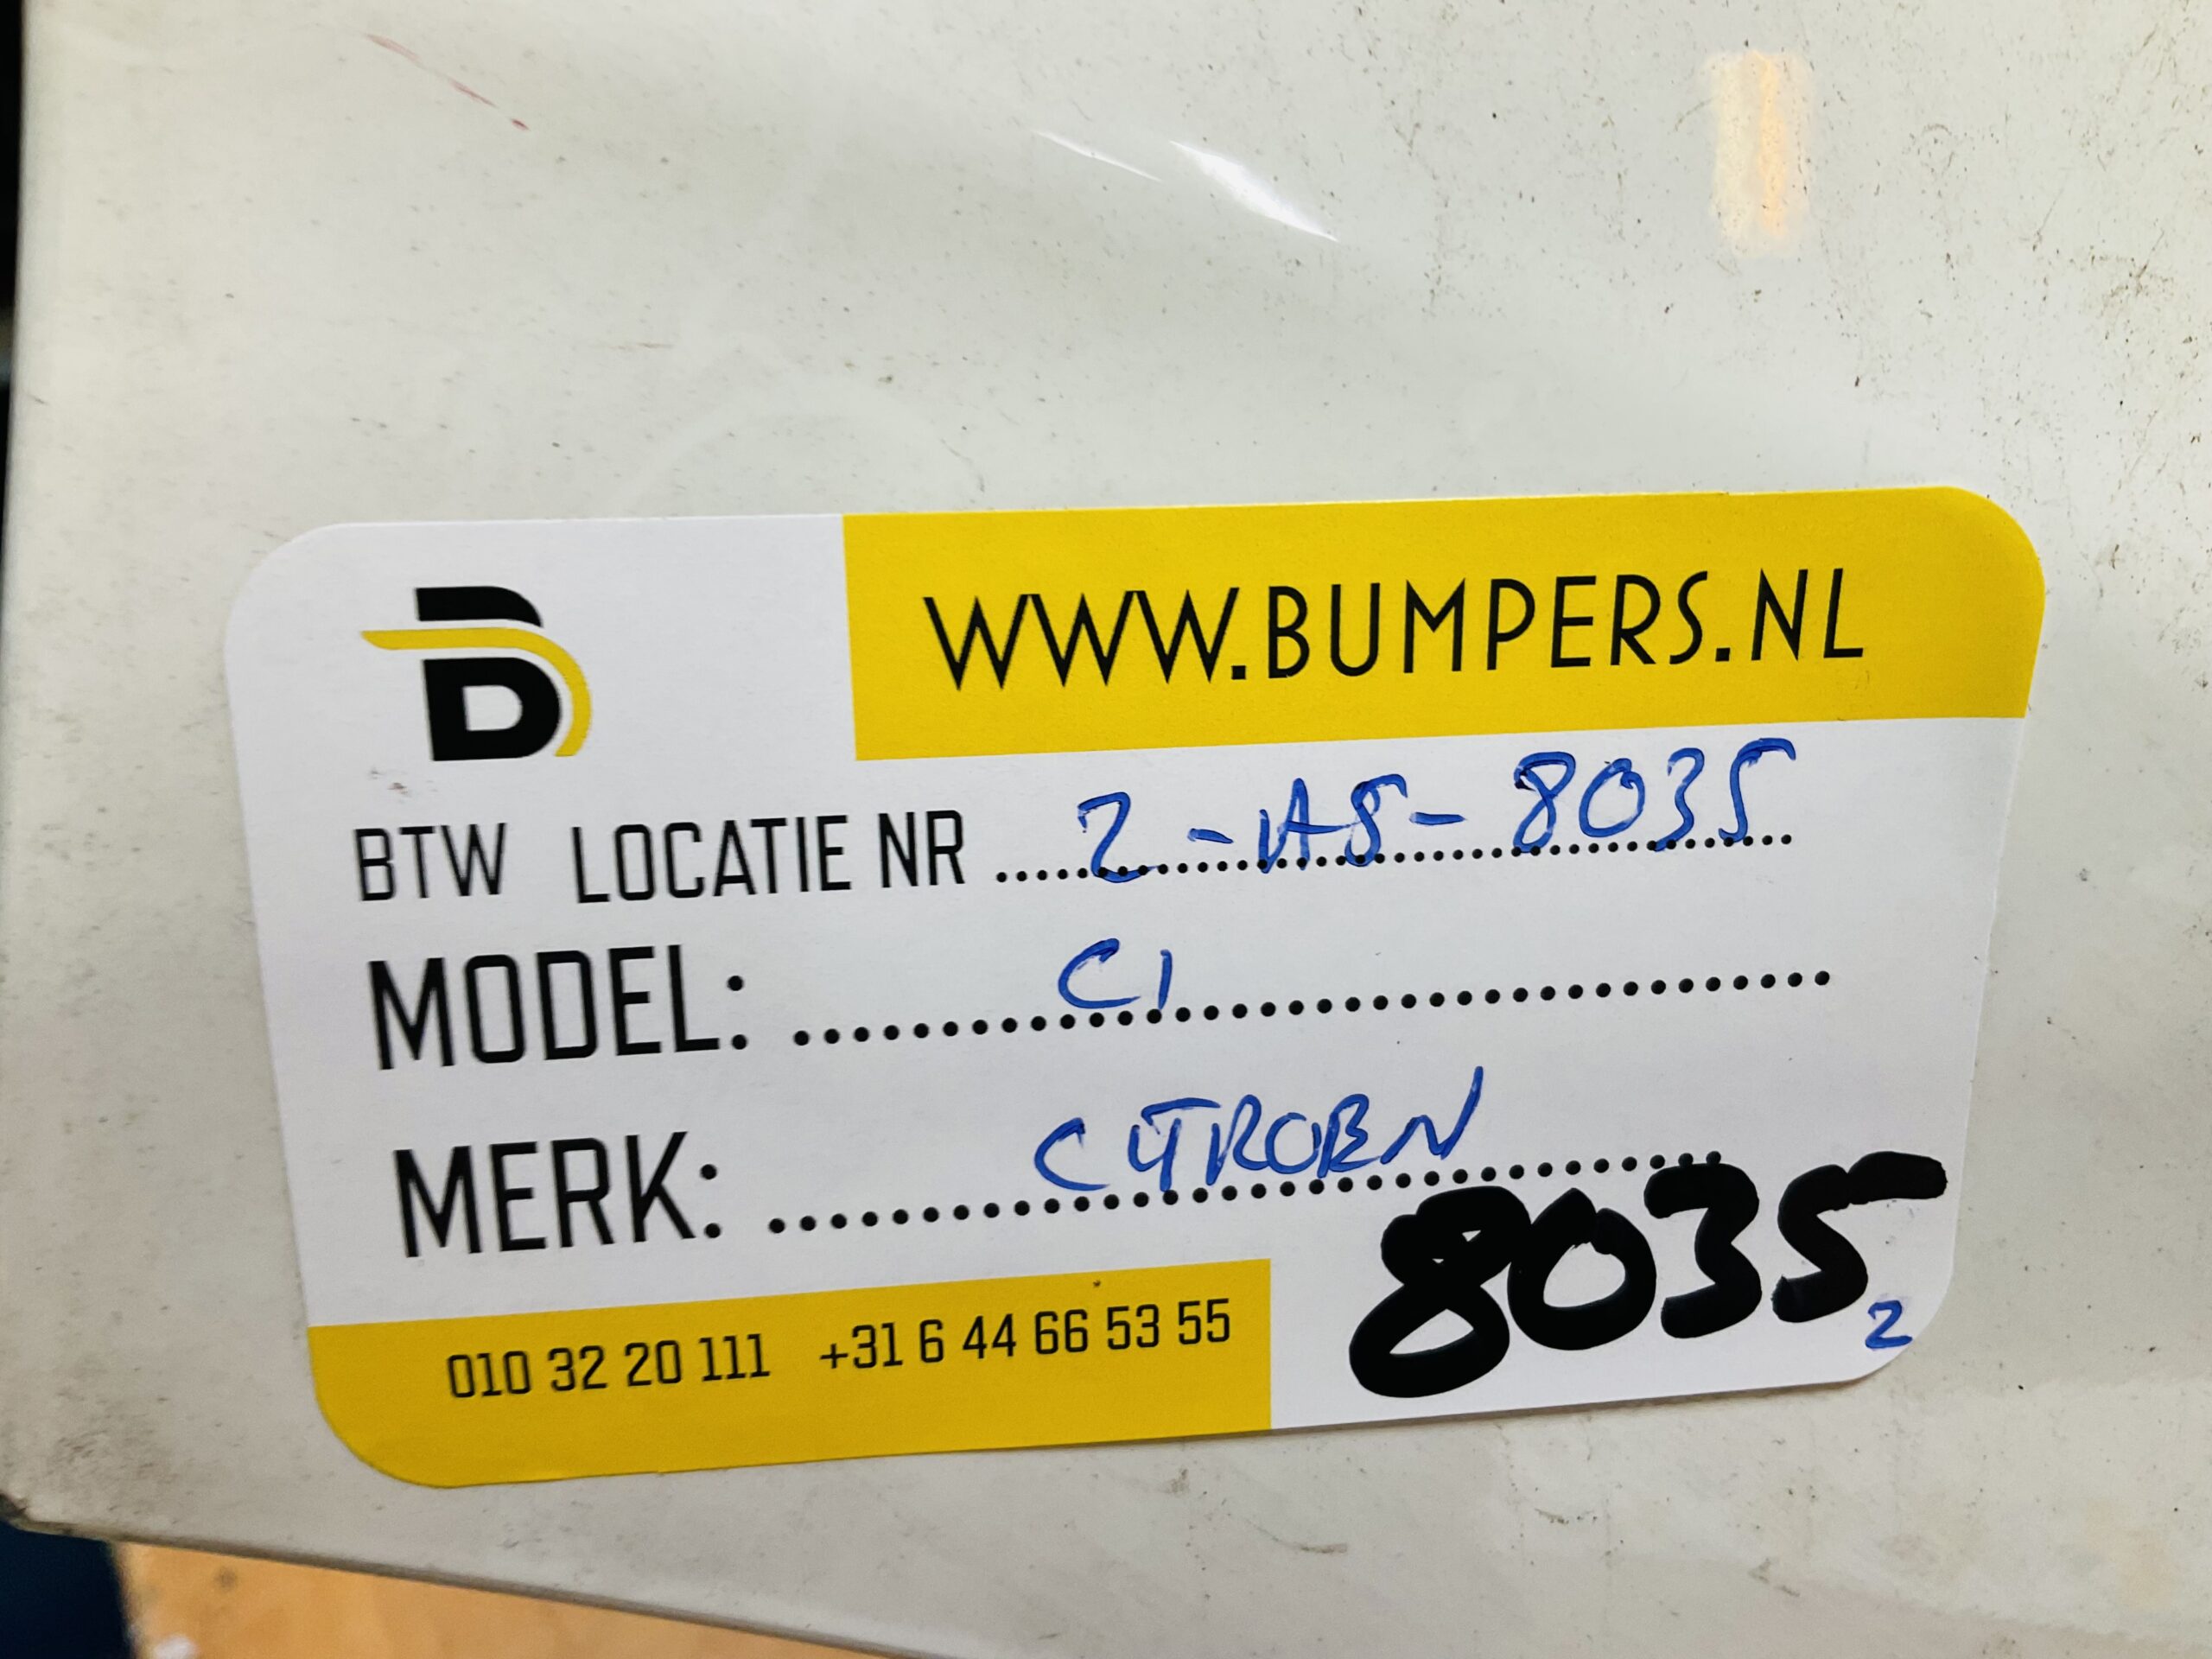 B
WWW.BUMPERS.NL
BTW LOCATIE NR ..... 2-A8-8035
MODEL: ..... C1
MERK: ..... CITROEN
8035
2
010 32 20 111 +31 6 44 66 53 55